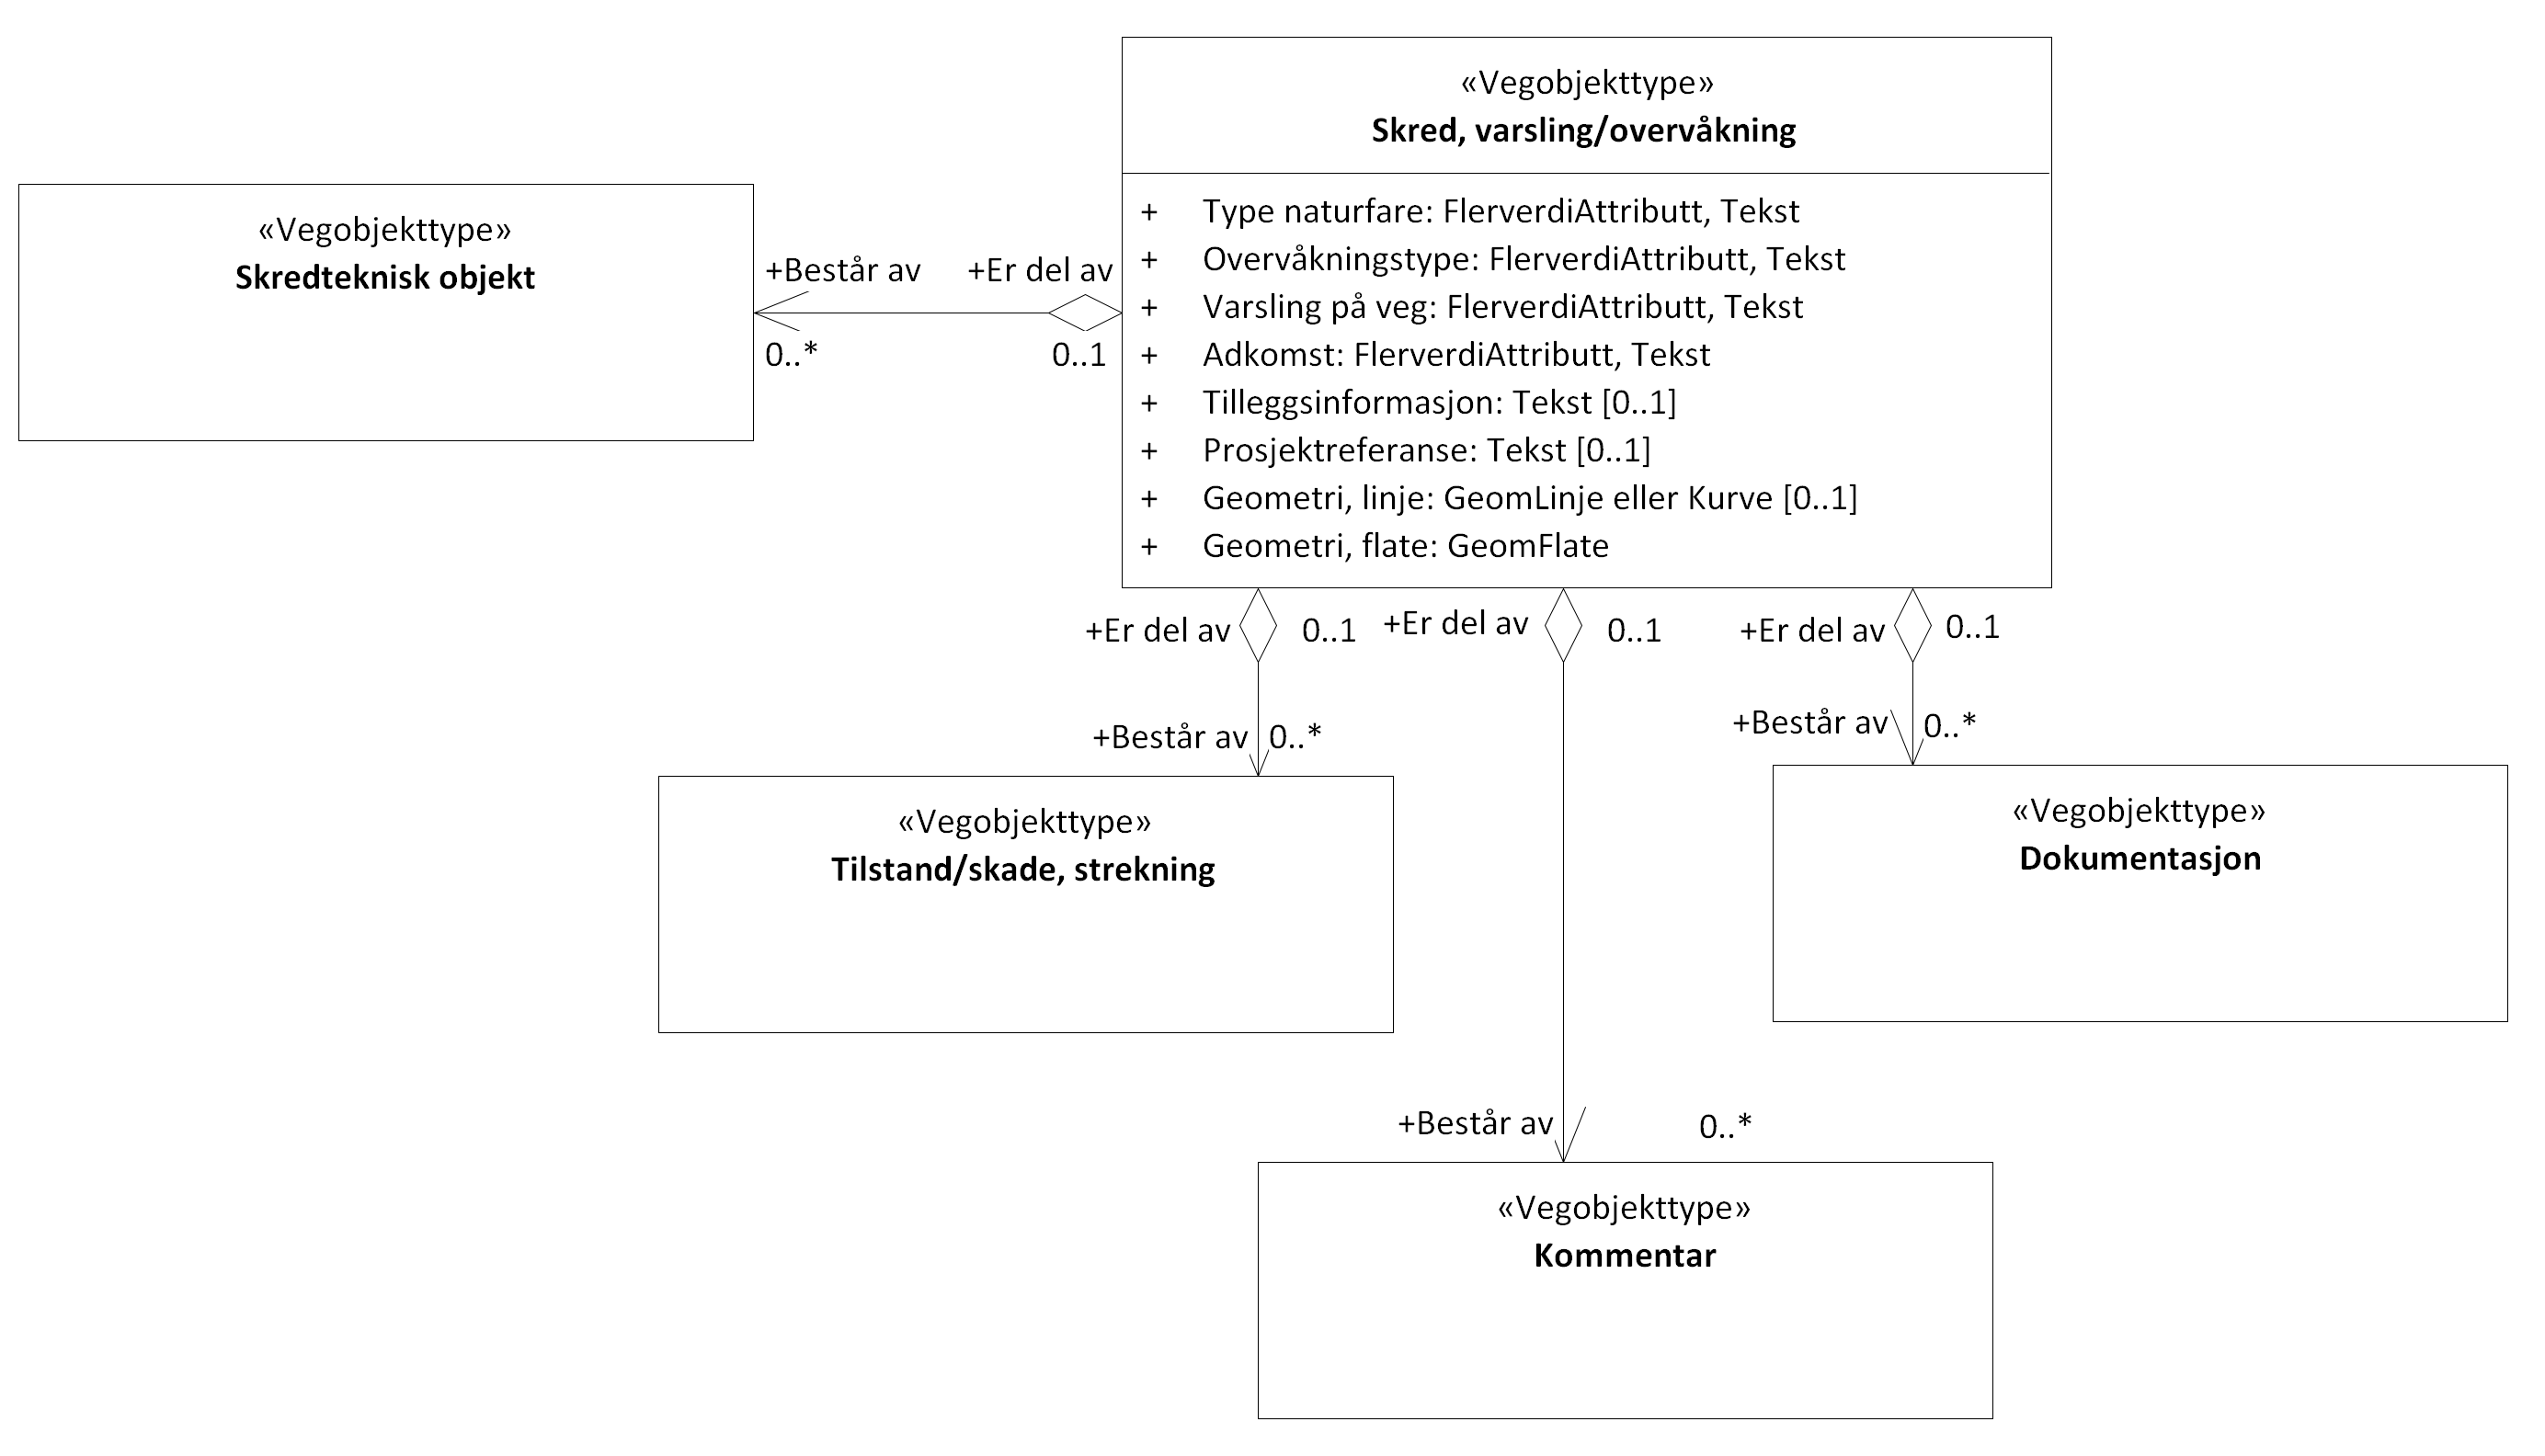 «Vegobjekttype»
Skred, varsling/overvåkning
+ Type naturfare: FlerverdiAttributt, Tekst
+ Overvåkningstype: FlerverdiAttributt, Tekst
+ Varsling på veg: FlerverdiAttributt, Tekst
+ Adkomst: FlerverdiAttributt, Tekst
+ Tilleggsinformasjon: Tekst [0..1]
+ Prosjektreferanse: Tekst [0..1]
+ Geometri, linje: GeomLinje eller Kurve [0..1]
+ Geometri, flate: GeomFlate
«Vegobjekttype»
Skredteknisk objekt
+Består av
+Er del av
0..*
0..1
+Er del av
0..1
+Er del av
0..1
+Er del av
0..1
+Består av
0..*
+Består av
0..*
«Vegobjekttype»
Tilstand/skade, strekning
«Vegobjekttype»
Dokumentasjon
+Består av
0..*
«Vegobjekttype»
Kommentar